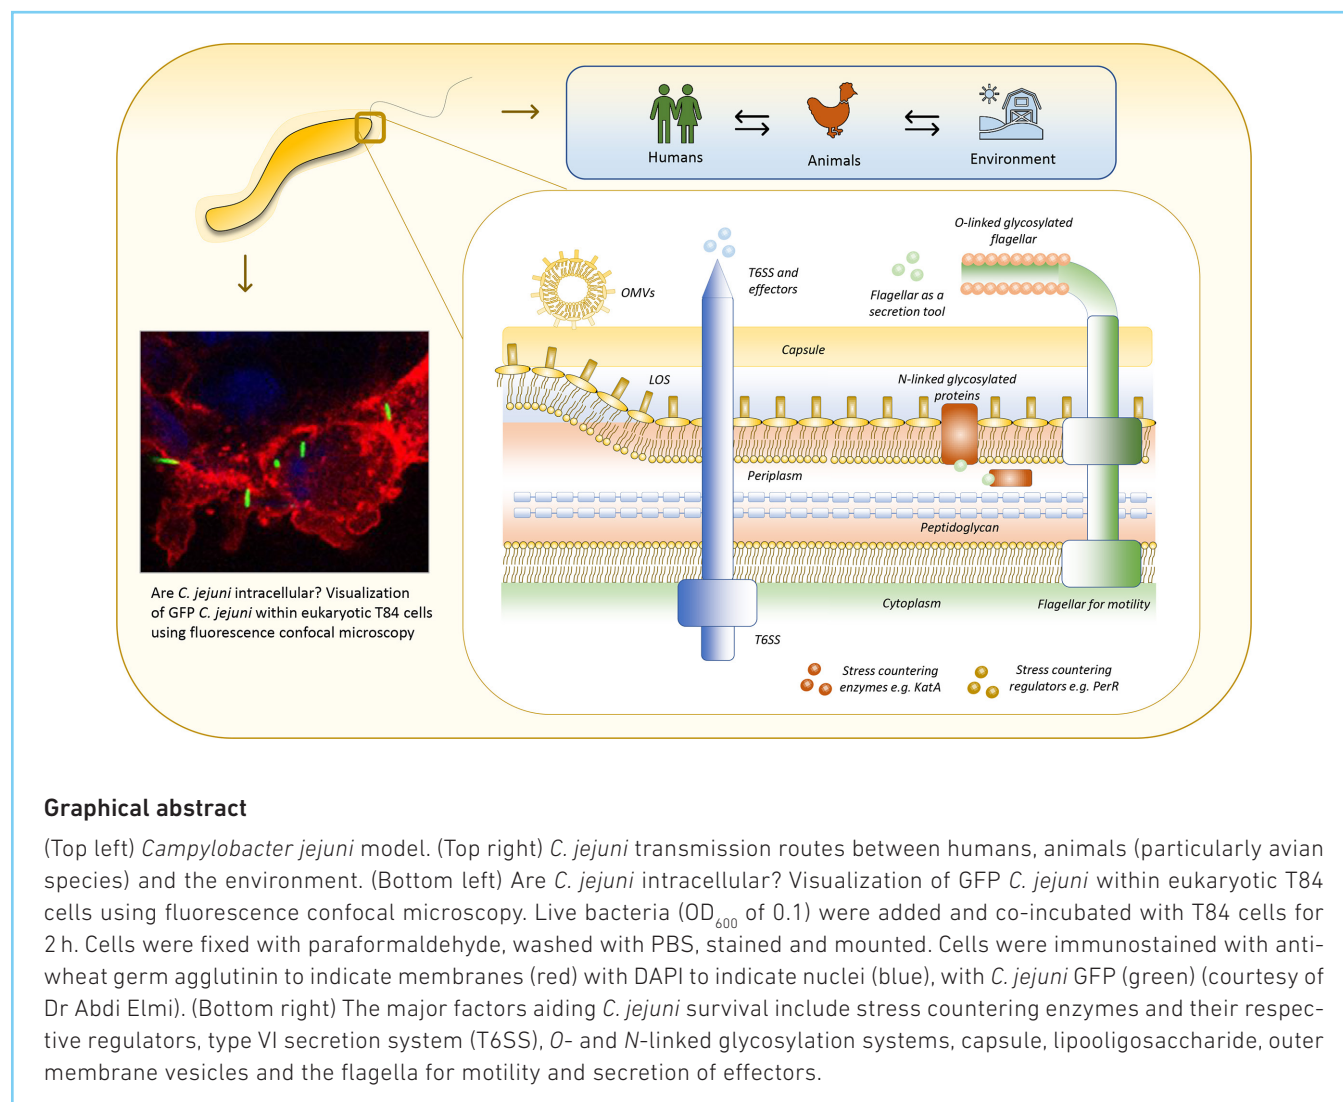 Humans
Animals
Environment
O-linked glycosylated
flagellar
OMVs
T6SS and
effectors
Flagellar as a
secretion tool
Capsule
LOS
N-linked glycosylated
proteins
Periplasm
Peptidoglycan
Cytoplasm
Flagellar for motility
T6SS
Stress countering
enzymes e.g. KatA
Stress countering
regulators e.g. PerR
Are C. jejuni intracellular? Visualization
of GFP C. jejuni within eukaryotic T84 cells
using fluorescence confocal microscopy
Graphical abstract
(Top left) Campylobacter jejuni model. (Top right) C. jejuni transmission routes between humans, animals (particularly avian
species) and the environment. (Bottom left) Are C. jejuni intracellular? Visualization of GFP C. jejuni within eukaryotic T84
cells using fluorescence confocal microscopy. Live bacteria (OD600 of 0.1) were added and co-incubated with T84 cells for
2 h. Cells were fixed with paraformaldehyde, washed with PBS, stained and mounted. Cells were immunostained with anti-
wheat germ agglutinin to indicate membranes (red) with DAPI to indicate nuclei (blue), with C. jejuni GFP (green) (courtesy of
Dr Abdi Elmi). (Bottom right) The major factors aiding C. jejuni survival include stress countering enzymes and their respec-
tive regulators, type VI secretion system (T6SS), O- and N-linked glycosylation systems, capsule, lipooligosaccharide, outer
membrane vesicles and the flagella for motility and secretion of effectors.